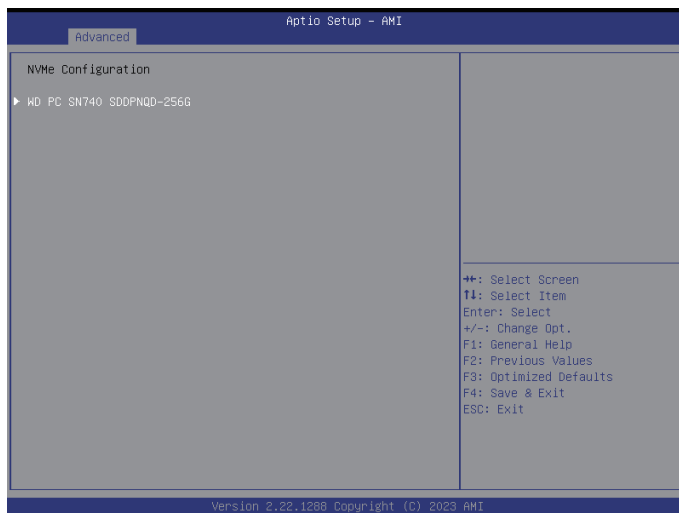 Aptio Setup - AMI
Advanced
NVMe Configuration
▶ WD PC SN740 SDDPNQD-256G
→←: Select Screen
↑↓: Select Item
Enter: Select
+/-: Change Opt.
F1: General Help
F2: Previous Values
F3: Optimized Defaults
F4: Save & Exit
ESC: Exit
Version 2.22.1288 Copyright (C) 2023 AMI